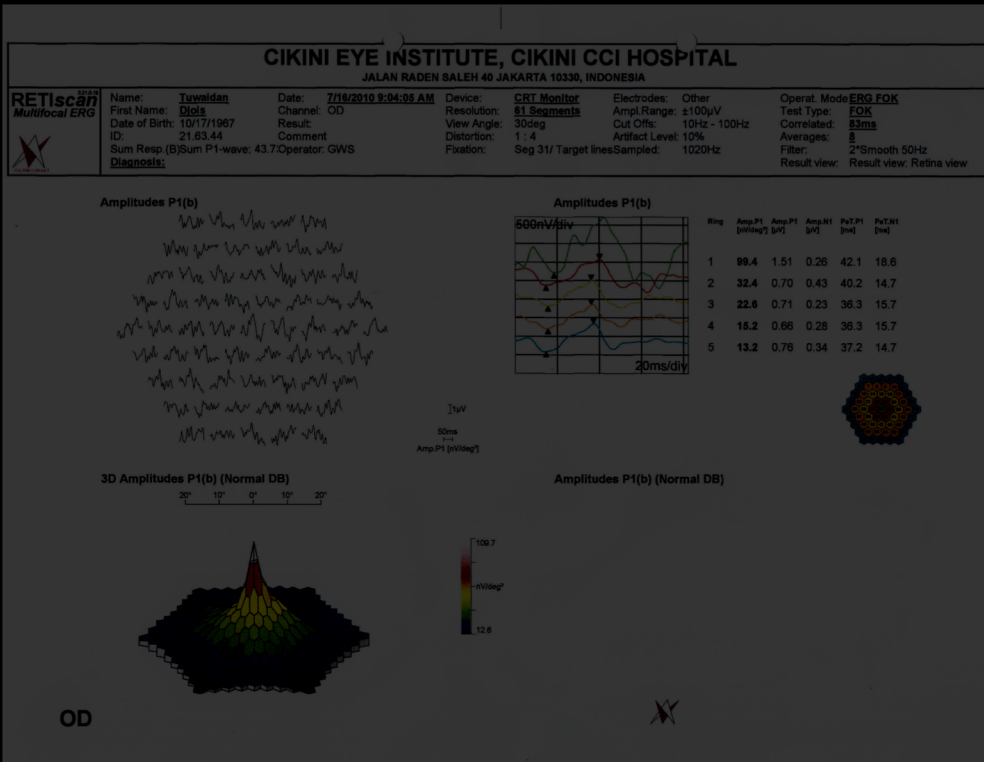 CIKINI EYE INSTITUTE, CIKINI CCI HOSPITAL
JALAN RADEN SALEH 40 JAKARTA 10330, INDONESIA
RETIscan
Multifocal ERG
Name: Tuwaidan
First Name: Djols
Date of Birth: 10/17/1967
ID: 21.63.44
Sum Resp.(B)Sum P1-wave: 43.7
Diagnosis:
Date: 7/16/2010 9:04:05 AM
Channel: OD
Result:
Comment
Operator: GWS
Device: CRT Monitor
Resolution: 61 Segments
View Angle: 30deg
Distortion: 1 : 4
Fixation: Seg 31/ Target lines
Electrodes: Other
Ampl.Range: ±100µV
Cut Offs: 10Hz - 100Hz
Artifact Level: 10%
Sampled: 1020Hz
Operat. Mode ERG FOK
Test Type: FOK
Correlated: 83ms
Averages: 8
Filter: 2*Smooth 50Hz
Result view: Result view: Retina view
Amplitudes P1(b)
1µV
50ms
Amp.P1 [nV/deg²]
Amplitudes P1(b)
500nV/div
20ms/div
Ring Amp.P1 [nV/deg²] Amp.P1 [µV] Amp.N1 [µV] PeT.P1 [ms] PeT.N1 [ms]
1 99.4 1.51 0.26 42.1 18.6
2 32.4 0.70 0.43 40.2 14.7
3 22.6 0.71 0.23 36.3 15.7
4 15.2 0.66 0.28 36.3 15.7
5 13.2 0.76 0.34 37.2 14.7
3D Amplitudes P1(b) (Normal DB)
20° 10° 0° 10° 20°
109.7
nV/deg²
12.6
Amplitudes P1(b) (Normal DB)
OD